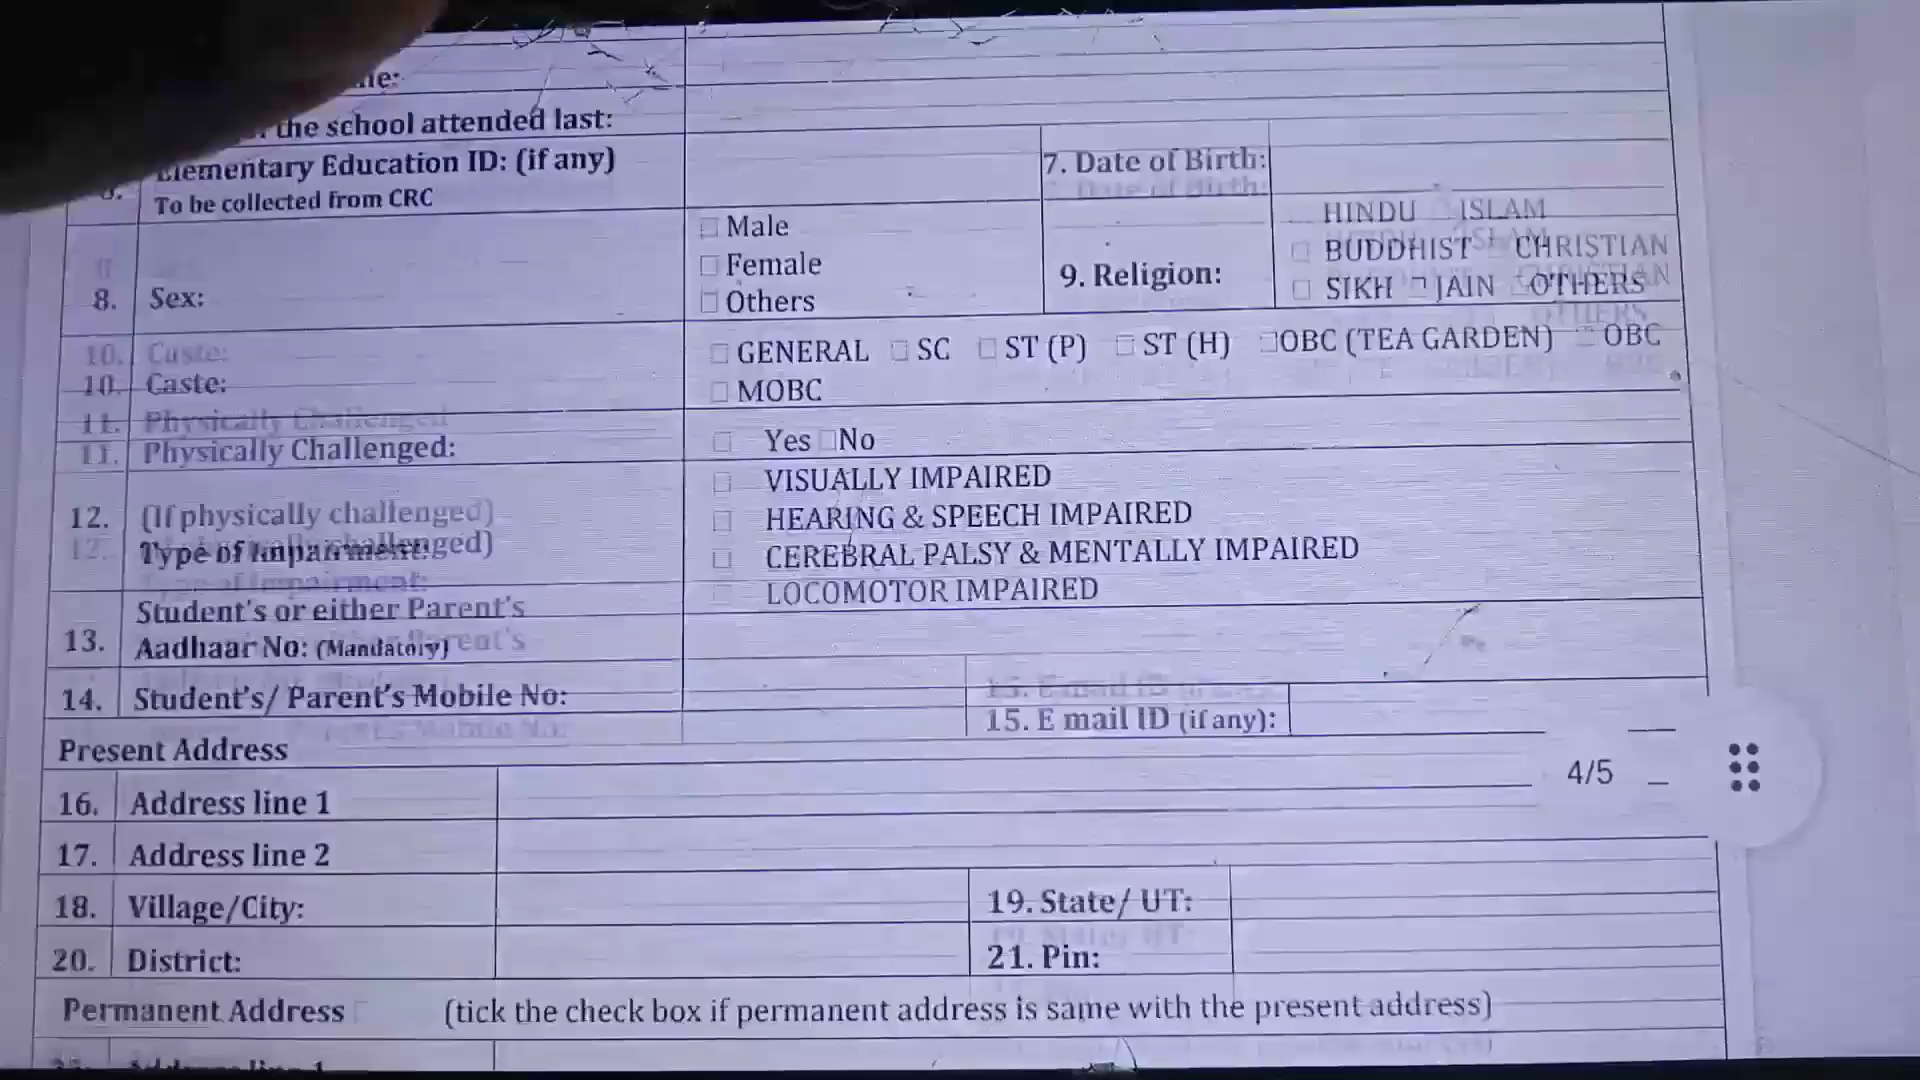 the school attended last:
Elementary Education ID: (if any)
To be collected from CRC
7. Date of Birth:
8. Sex:
Male
Female
Others
9. Religion:
HINDU ISLAM
BUDDHIST CHRISTIAN
SIKH JAIN OTHERS
10. Caste:
GENERAL SC ST (P) ST (H) OBC (TEA GARDEN) OBC
MOBC
11. Physically Challenged:
Yes No
12. (If physically challenged)
Type of Impairment:
VISUALLY IMPAIRED
HEARING & SPEECH IMPAIRED
CEREBRAL PALSY & MENTALLY IMPAIRED
LOCOMOTOR IMPAIRED
13. Student's or either Parent's
Aadhaar No: (Mandatory)
14. Student's/ Parent's Mobile No:
15. E mail ID (if any):
Present Address
16. Address line 1
17. Address line 2
18. Village/City:
19. State/ UT:
20. District:
21. Pin:
4/5
Permanent Address (tick the check box if permanent address is same with the present address)